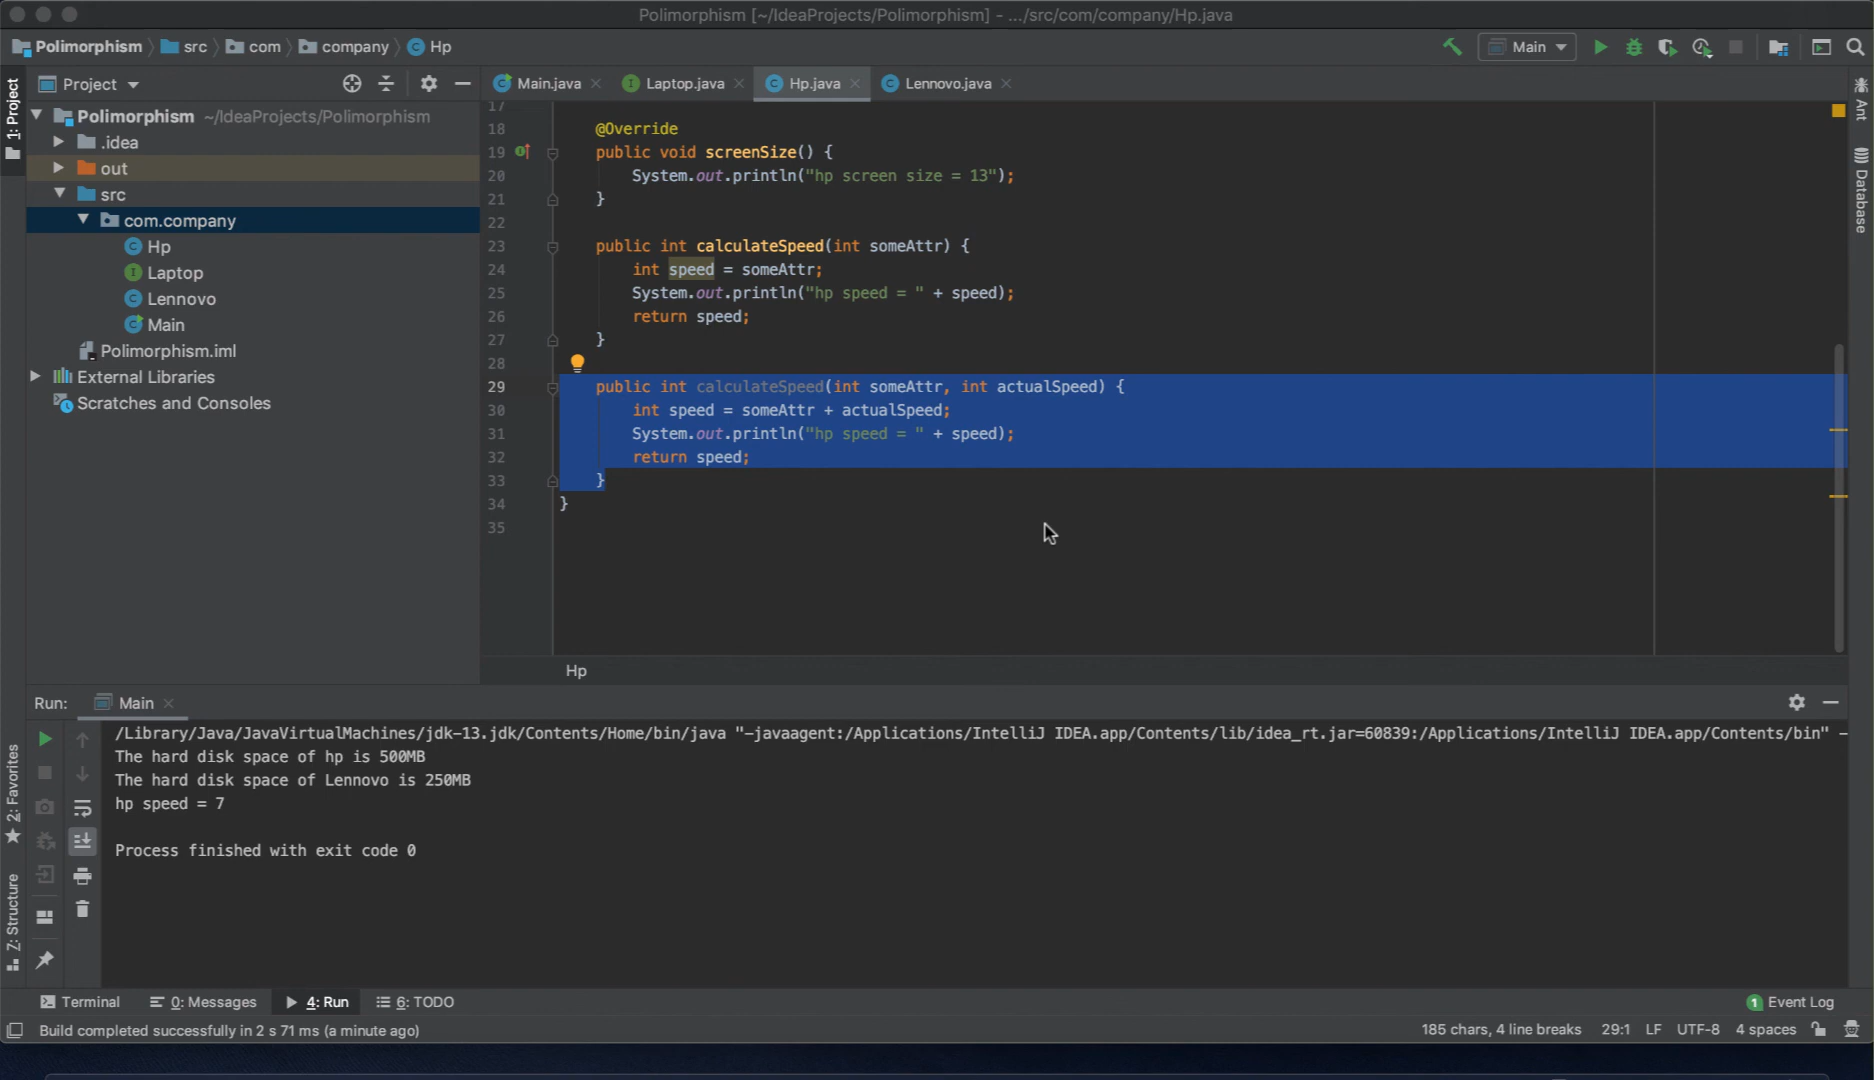 Polimorphism [~/IdeaProjects/Polimorphism] - .../src/com/company/Hp.java
Polimorphism src com company Hp Main
Project
Main.java Laptop.java Hp.java Lennovo.java
1: Project
Polimorphism ~/IdeaProjects/Polimorphism
.idea
out
src
com.company
Hp
Laptop
Lennovo
Main
Polimorphism.iml
External Libraries
Scratches and Consoles
17
18 @Override
19 public void screenSize() {
20 System.out.println("hp screen size = 13");
21 }
22
23 public int calculateSpeed(int someAttr) {
24 int speed = someAttr;
25 System.out.println("hp speed = " + speed);
26 return speed;
27 }
28
29 public int calculateSpeed(int someAttr, int actualSpeed) {
30 int speed = someAttr + actualSpeed;
31 System.out.println("hp speed = " + speed);
32 return speed;
33 }
34 }
35
Hp
Ant
Database
Run: Main
/Library/Java/JavaVirtualMachines/jdk-13.jdk/Contents/Home/bin/java "-javaagent:/Applications/IntelliJ IDEA.app/Contents/lib/idea_rt.jar=60839:/Applications/IntelliJ IDEA.app/Contents/bin" -
The hard disk space of hp is 500MB
The hard disk space of Lennovo is 250MB
hp speed = 7
Process finished with exit code 0
2: Favorites
Z: Structure
Terminal 0: Messages 4: Run 6: TODO 1 Event Log
Build completed successfully in 2 s 71 ms (a minute ago) 185 chars, 4 line breaks 29:1 LF UTF-8 4 spaces